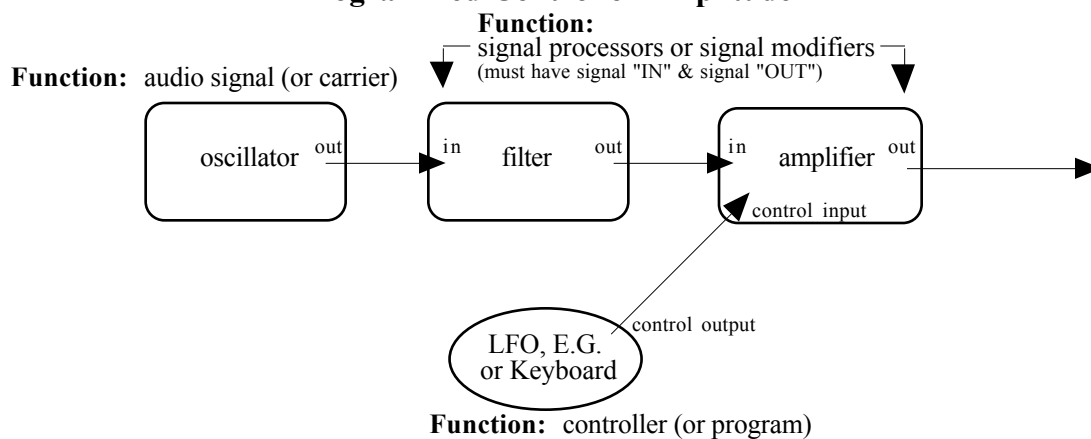 Function:
signal processors or signal modifiers
(must have signal "IN" & signal "OUT")
Function: audio signal (or carrier)
oscillator out
in filter out
in amplifier out
control input
control output
LFO, E.G.
or Keyboard
Function: controller (or program)